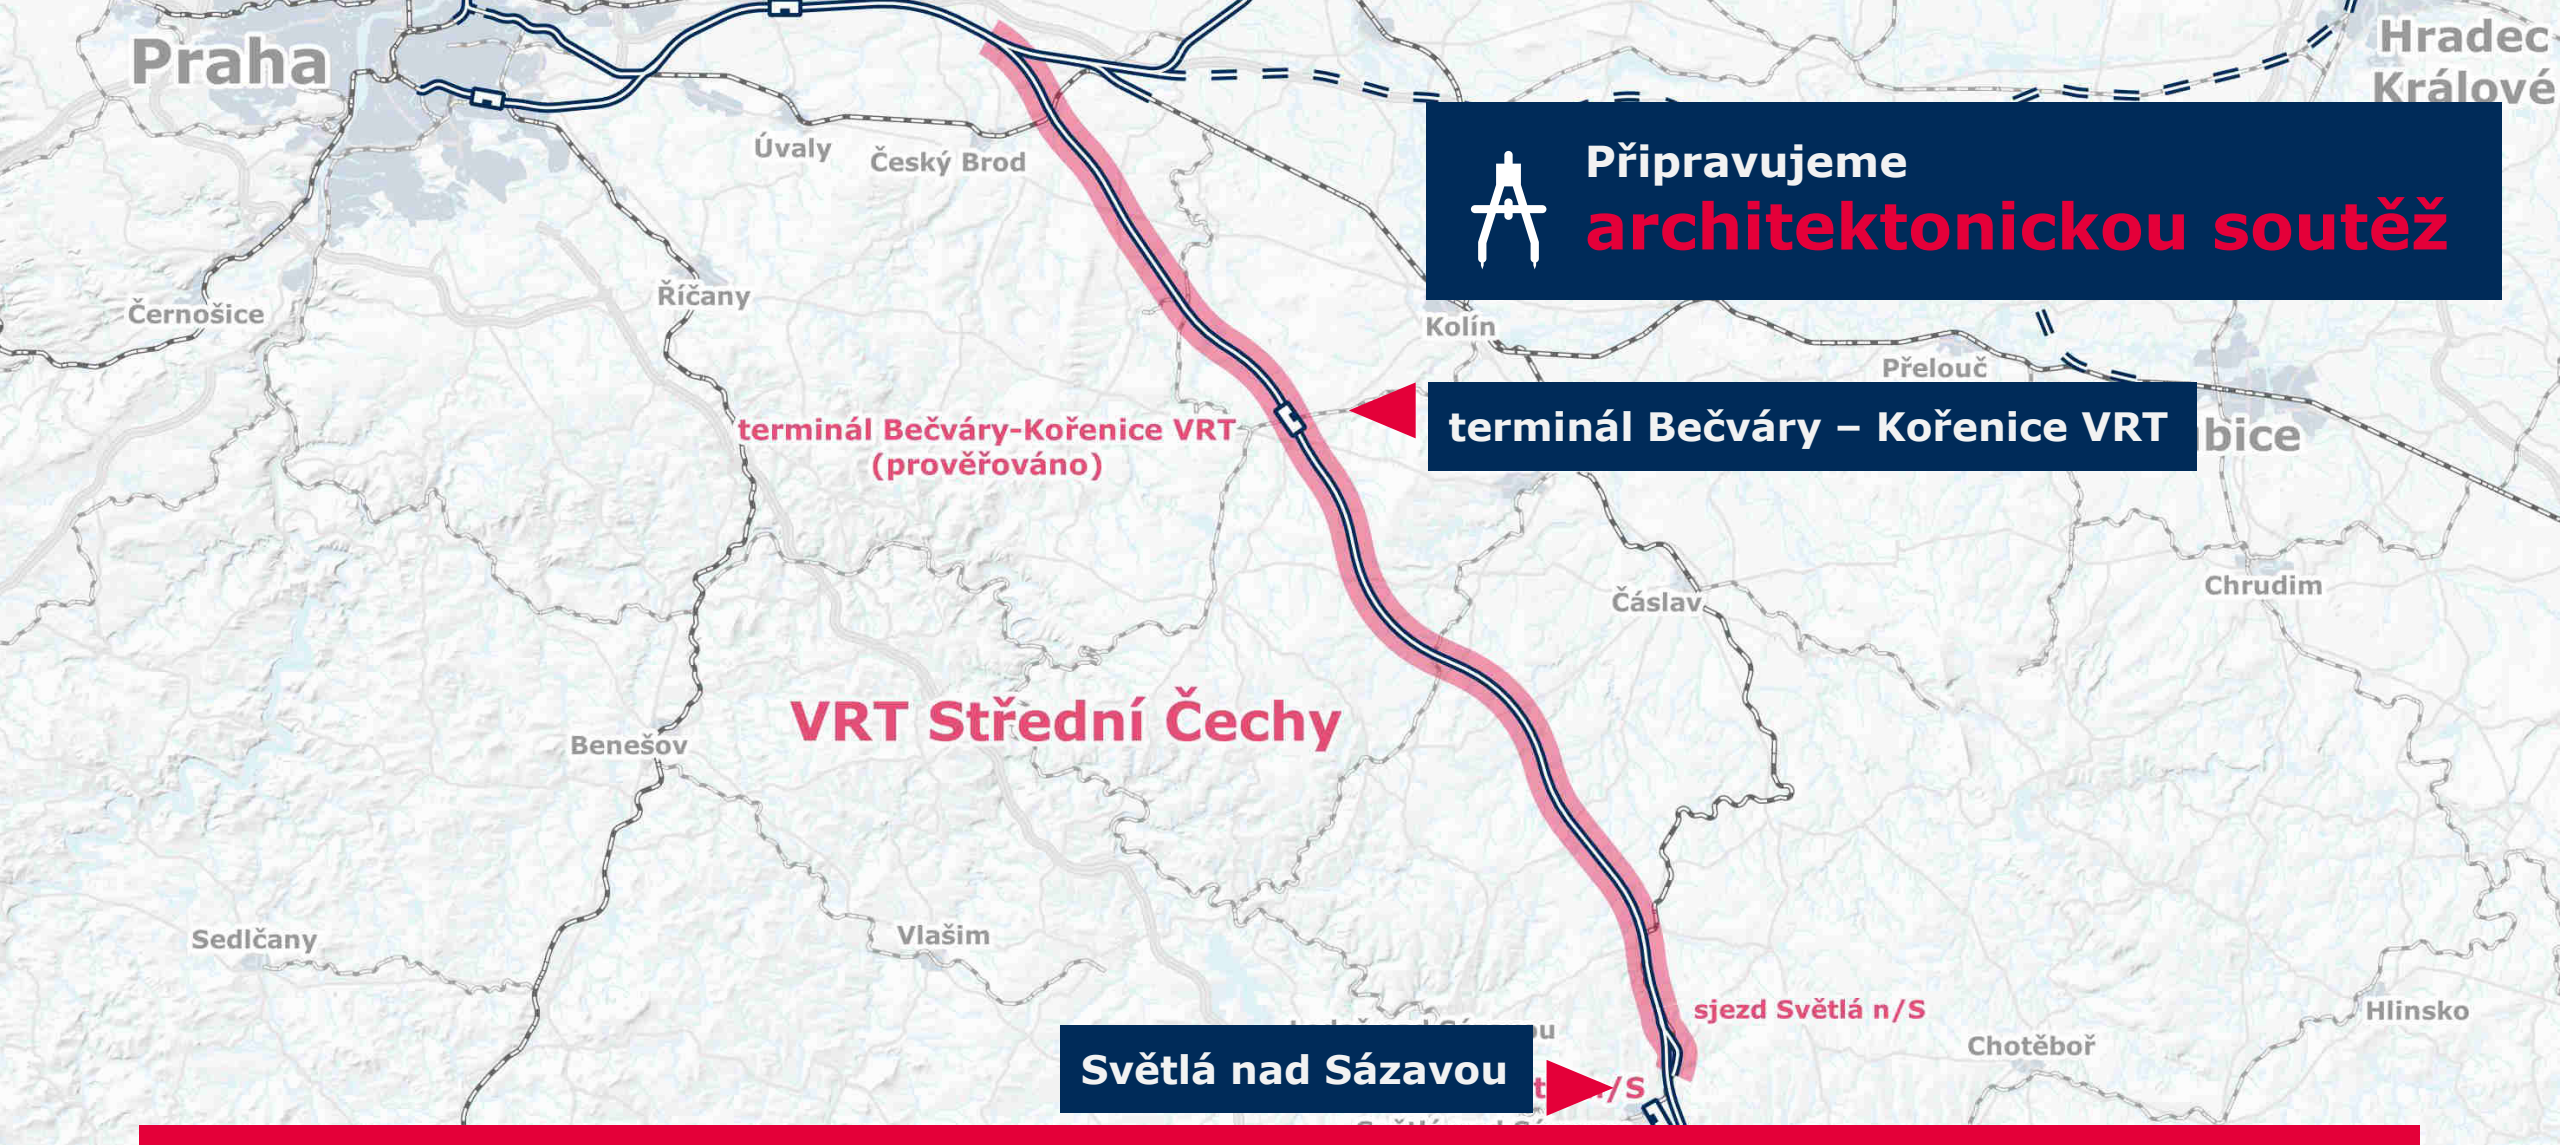 Praha
Hradec
Králové
Úvaly
Český Brod
Připravujeme
architektonickou soutěž
Říčany
Černošice
Kolín
Přelouč
terminál Bečváry-Kořenice VRT
(prověřováno)
terminál Bečváry – Kořenice VRT
bice
Čáslav
Chrudim
VRT Střední Čechy
Benešov
Sedlčany
Vlašim
sjezd Světlá n/S
Hlinsko
Chotěboř
Světlá nad Sázavou
/S